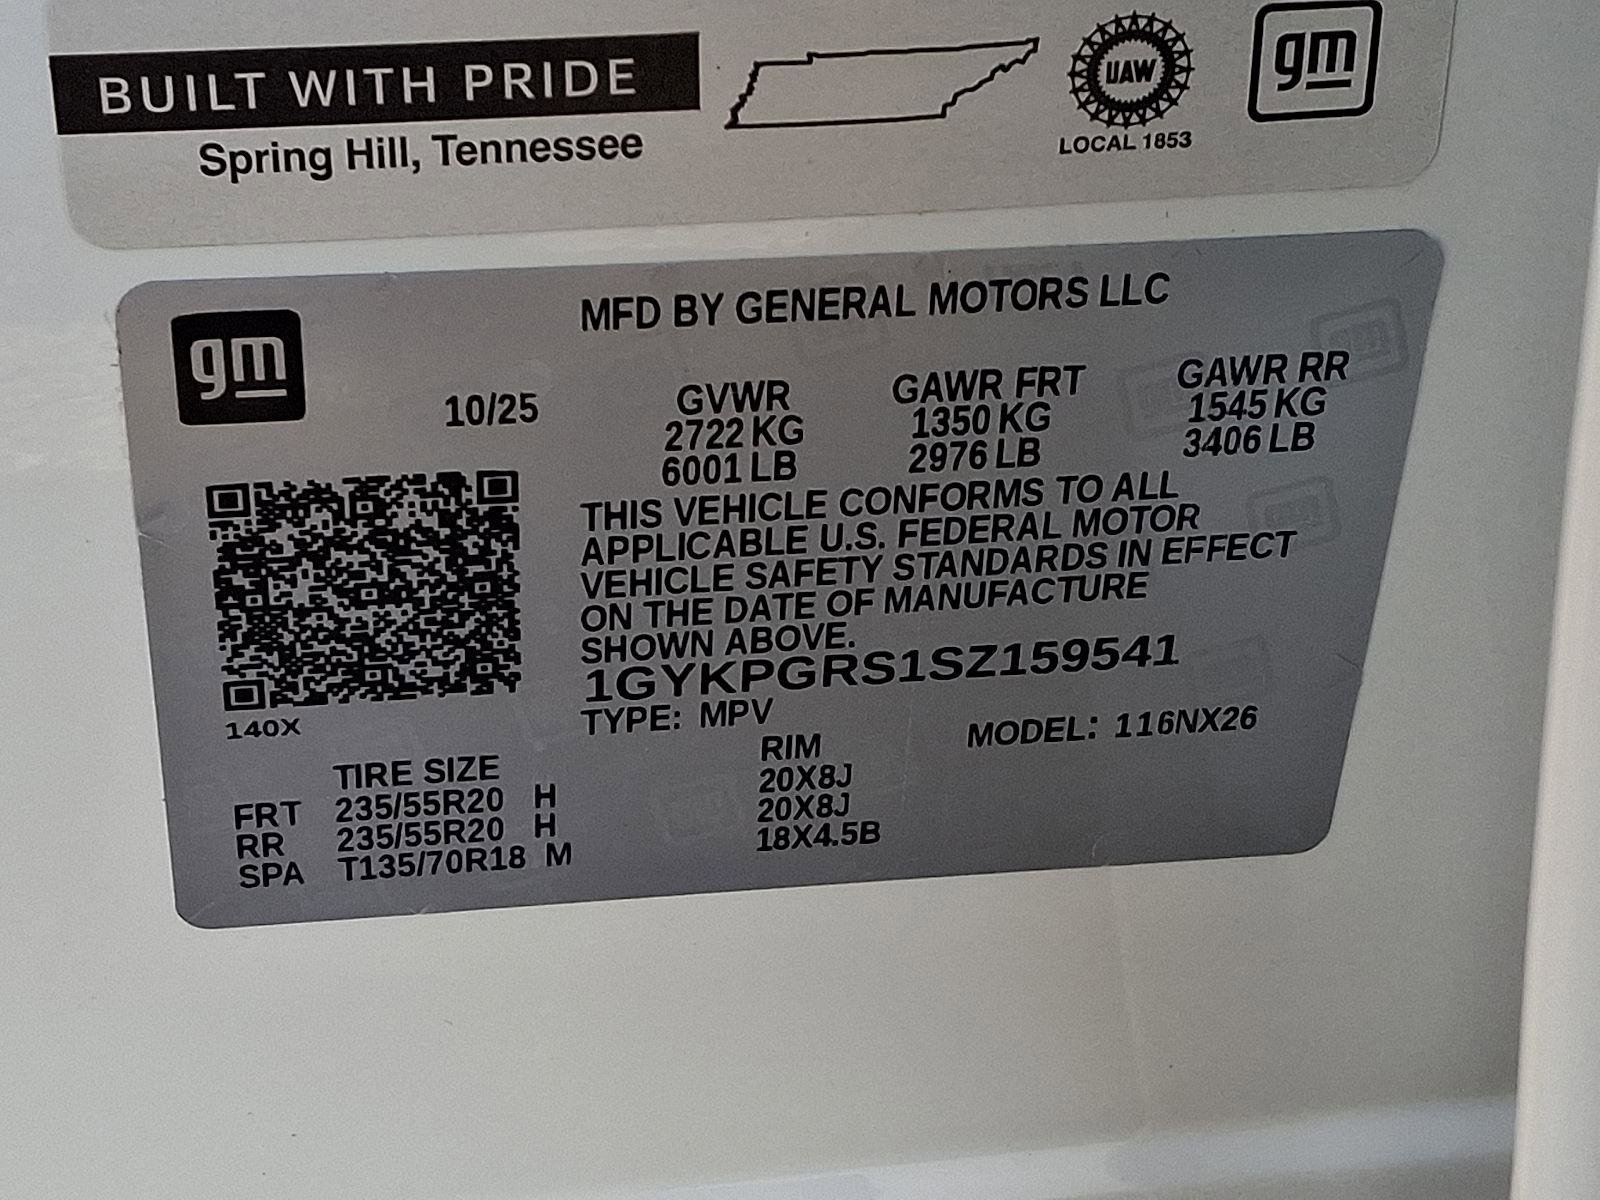 BUILT WITH PRIDE
Spring Hill, Tennessee
UAW
LOCAL 1853
gm
gm
MFD BY GENERAL MOTORS LLC
10/25
GVWR GAWR FRT GAWR RR
2722 KG 1350 KG 1545 KG
6001 LB 2976 LB 3406 LB
THIS VEHICLE CONFORMS TO ALL
APPLICABLE U.S. FEDERAL MOTOR
VEHICLE SAFETY STANDARDS IN EFFECT
ON THE DATE OF MANUFACTURE
SHOWN ABOVE.
1GYKPGRS1SZ159541
140X
TYPE: MPV MODEL: 116NX26
TIRE SIZE RIM
FRT 235/55R20 H 20X8J
RR 235/55R20 H 20X8J
SPA T135/70R18 M 18X4.5B